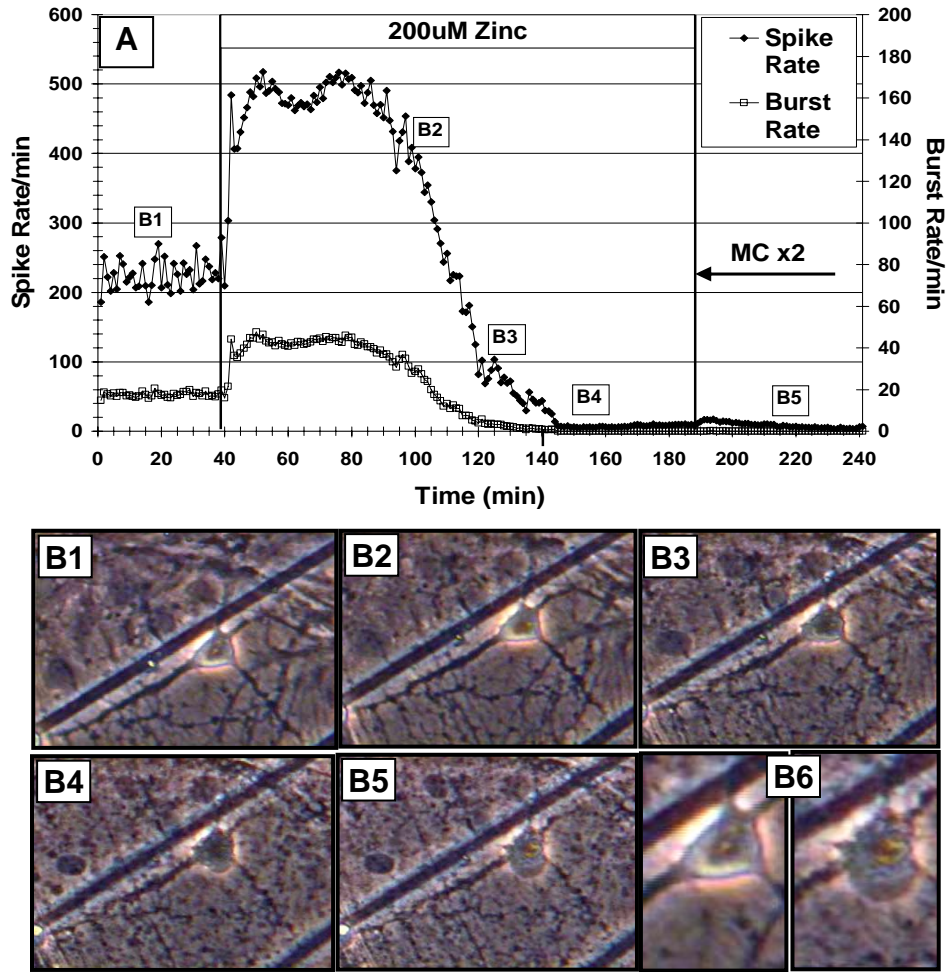 A
200uM Zinc
Spike Rate
Burst Rate
B1
B2
B3
B4
B5
MC x2
600
500
400
300
200
100
0
Spike Rate/min
200
180
160
140
120
100
80
60
40
20
0
Burst Rate/min
0 20 40 60 80 100 120 140 160 180 200 220 240
Time (min)
B1
B2
B3
B4
B5
B6